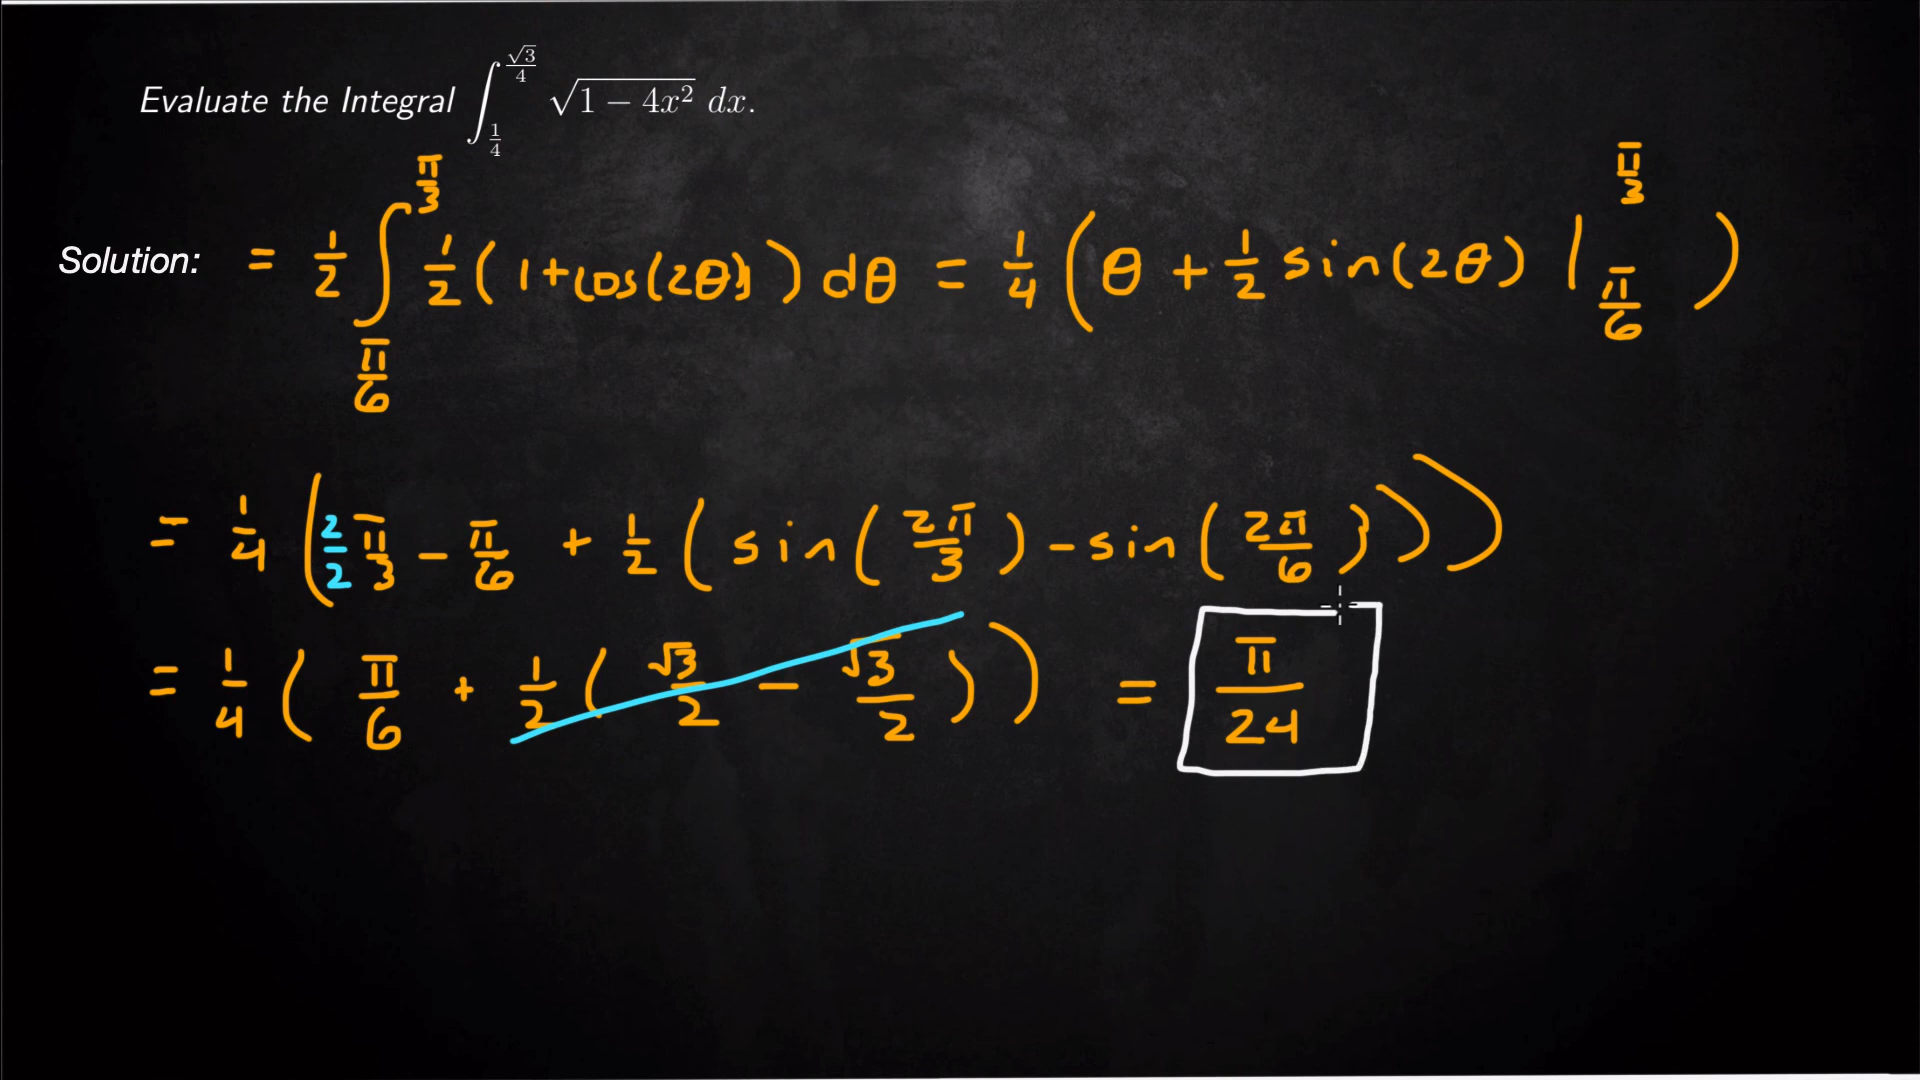 Evaluate the Integral ∫_{1/4}^{√3/4} √(1 − 4x²) dx.
Solution: = 1/2 ∫_{π/6}^{π/3} 1/2 (1+cos(2θ)) dθ = 1/4 (θ + 1/2 sin(2θ) |_{π/6}^{π/3})
= 1/4 (2/2 π/3 − π/6 + 1/2 (sin(2π/3) − sin(2π/6)))
= 1/4 (π/6 + 1/2 (√3/2 − √3/2)) = π/24